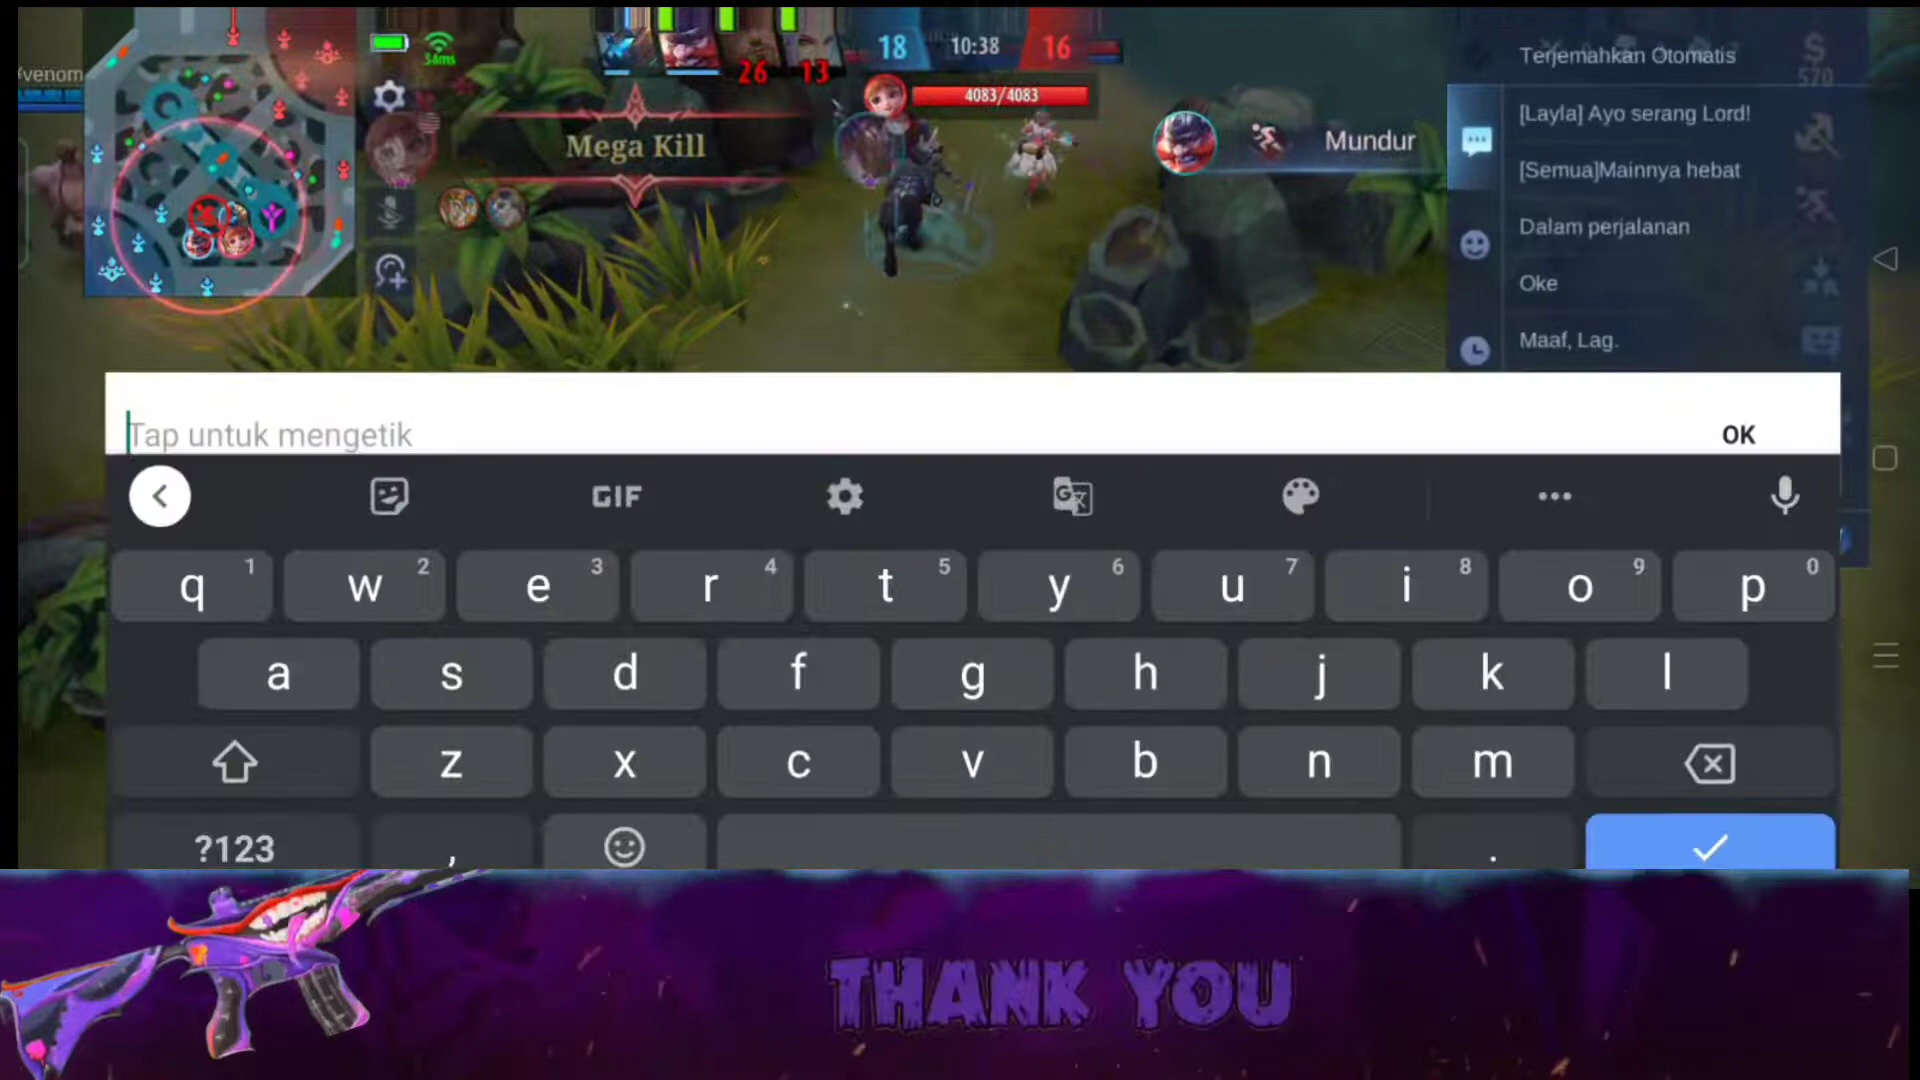 venom
34ms
26
13
18
10:38
16
Mega Kill
4083/4083
Mundur
Terjemahkan Otomatis
$
570
[Layla] Ayo serang Lord!
[Semua]Mainnya hebat
Dalam perjalanan
Oke
Maaf, Lag.
Tap untuk mengetik
OK
GIF
q 1 w 2 e 3 r 4 t 5 y 6 u 7 i 8 o 9 p 0
a s d f g h j k l
z x c v b n m
?123 , .
THANK YOU